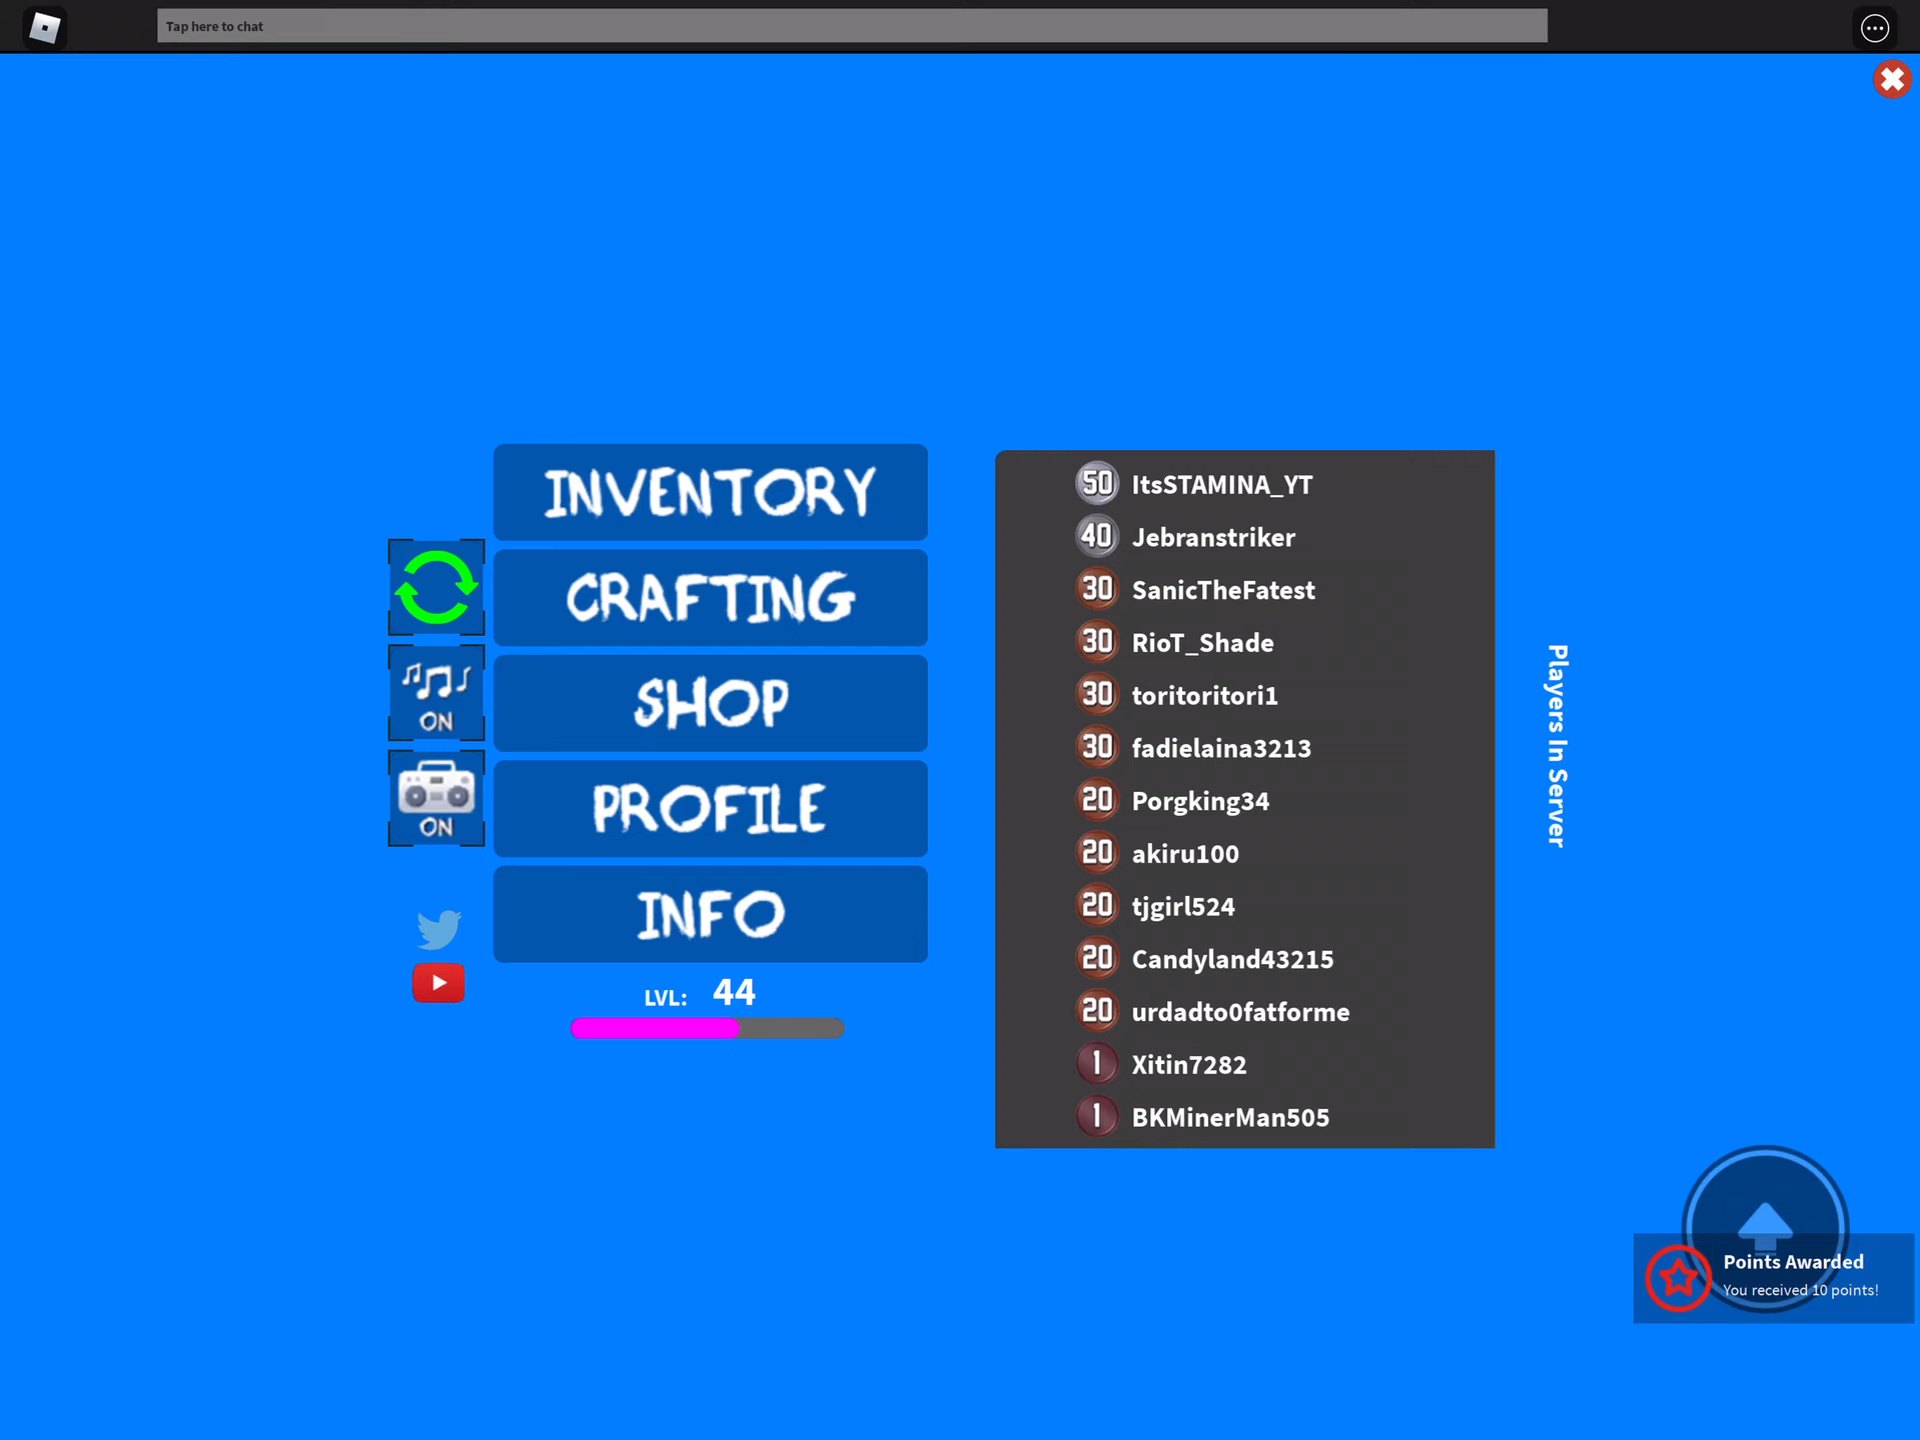 Tap here to chat
INVENTORY
CRAFTING
ON
SHOP
ON
PROFILE
INFO
LVL: 44
50 ItsSTAMINA_YT
40 Jebranstriker
30 SanicTheFatest
30 RioT_Shade
30 toritoritori1
30 fadielaina3213
20 Porgking34
20 akiru100
20 tjgirl524
20 Candyland43215
20 urdadto0fatforme
1 Xitin7282
1 BKMinerMan505
Players In Server
Points Awarded
You received 10 points!